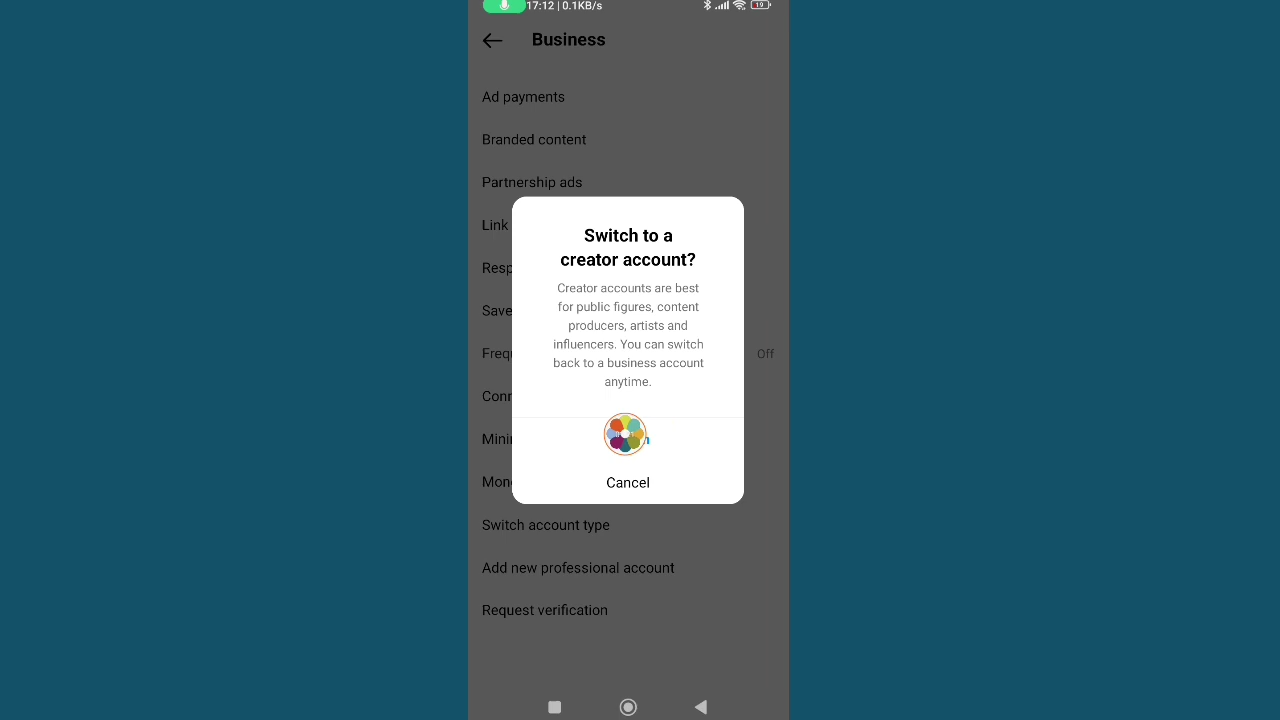 17:12 | 0.1KB/s
19
Business
Ad payments
Branded content
Partnership ads
Link
Resp
Save
Freq
Off
Conn
Mini
Mon
Switch to a
creator account?
Creator accounts are best
for public figures, content
producers, artists and
influencers. You can switch
back to a business account
anytime.
Cancel
Switch account type
Add new professional account
Request verification